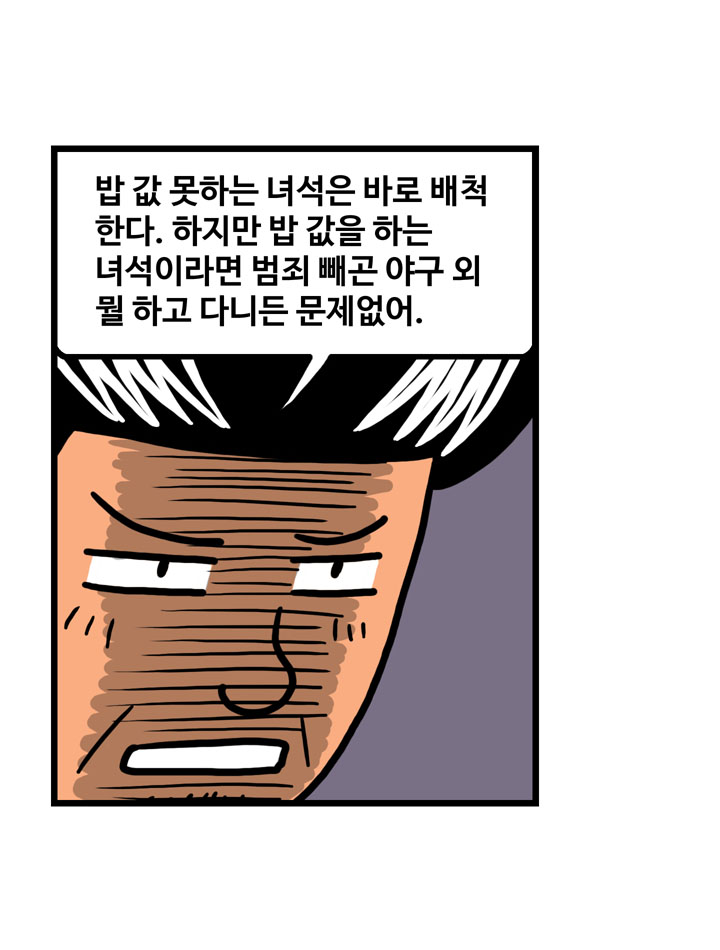 밥 값 못하는 녀석은 바로 배척
한다. 하지만 밥 값을 하는
녀석이라면 범죄 빼곤 야구 외
뭘 하고 다니든 문제없어.